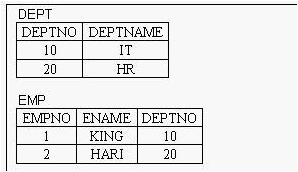 DEPT
DEPTNO DEPTNAME
10 IT
20 HR
EMP
EMPNO ENAME DEPTNO
1 KING 10
2 HARI 20